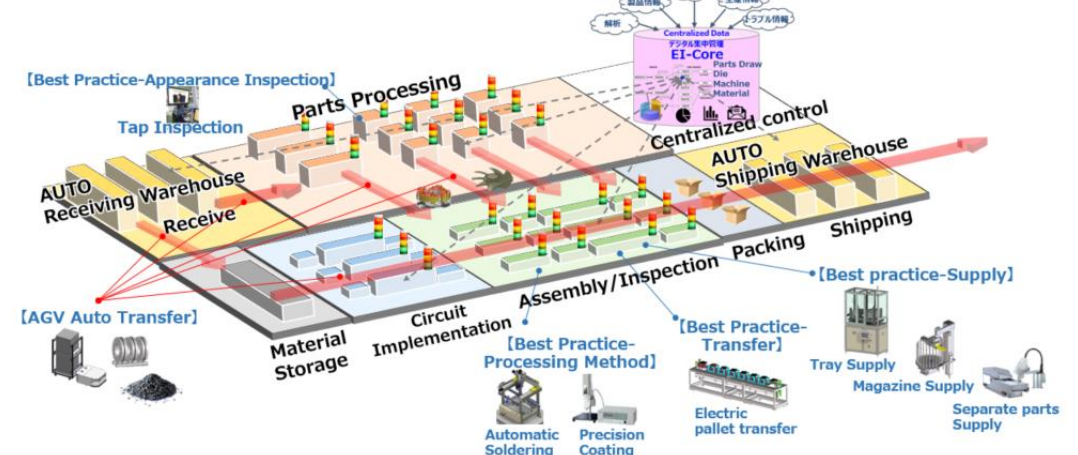 製品情報
生産情報
解析
トラブル情報
Centralized Data
デジタル集中管理
EI-Core
Parts Draw
Die
Machine
Material
【Best Practice-Appearance Inspection】
Tap Inspection
Parts Processing
Centralized control
AUTO
Receiving Warehouse
Receive
AUTO
Shipping Warehouse
Shipping
Packing
Assembly/Inspection
Circuit
Implementation
Material
Storage
【AGV Auto Transfer】
【Best Practice-
Processing Method】
Automatic
Soldering
Precision
Coating
【Best Practice-
Transfer】
Electric
pallet transfer
【Best practice-Supply】
Tray Supply
Magazine Supply
Separate parts
Supply